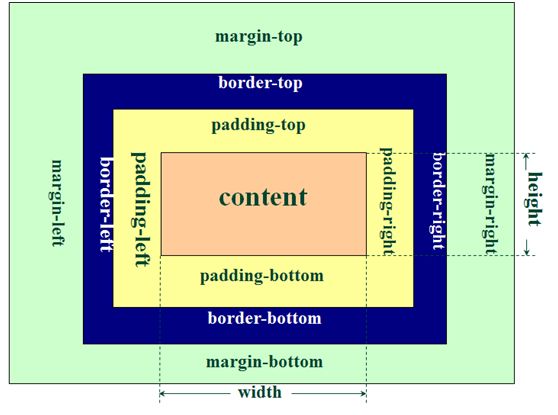 margin-top
border-top
padding-top
margin-left
border-left
padding-left
content
padding-right
border-right
margin-right
height
padding-bottom
border-bottom
margin-bottom
width